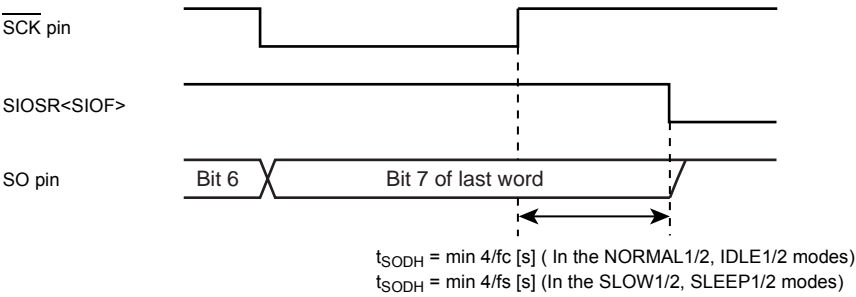 SCK pin
SIOSR<SIOF>
SO pin Bit 6 Bit 7 of last word
tSODH = min 4/fc [s] ( In the NORMAL1/2, IDLE1/2 modes)
tSODH = min 4/fs [s] (In the SLOW1/2, SLEEP1/2 modes)